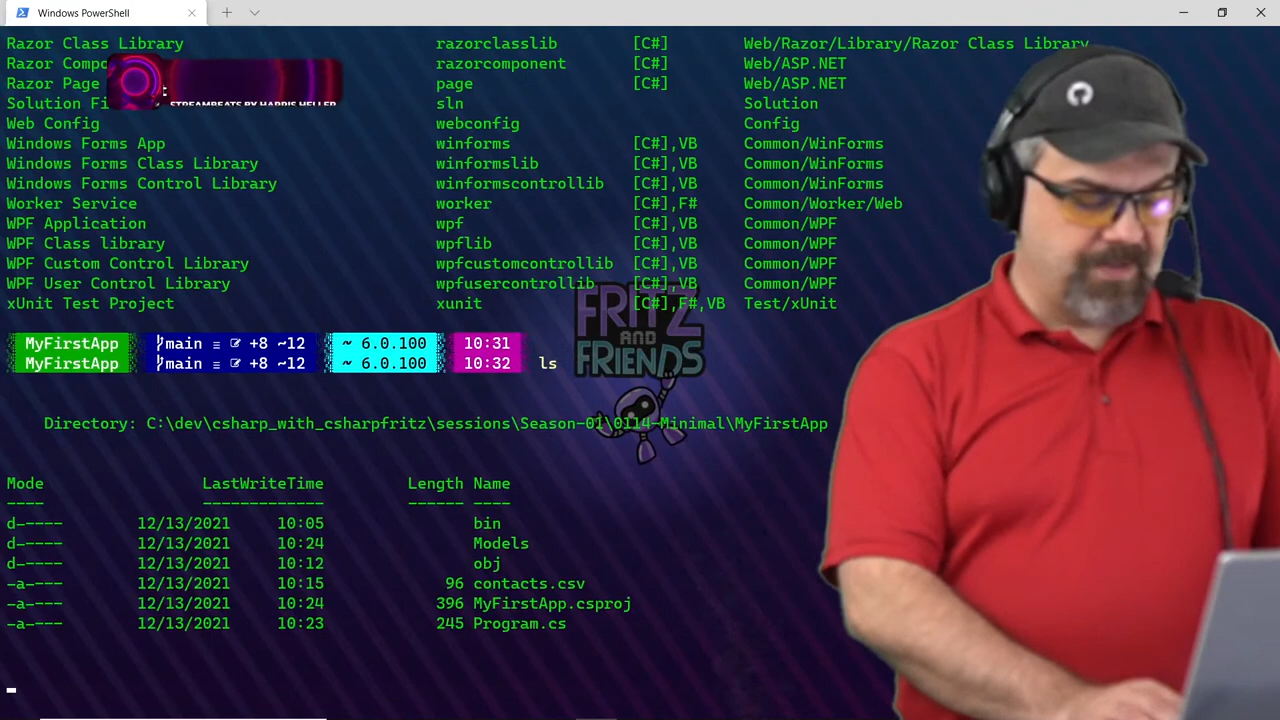 Windows PowerShell
Razor Class Library razorclasslib [C#] Web/Razor/Library/Razor Class Library
Razor Compo razorcomponent [C#] Web/ASP.NET
Razor Page page [C#] Web/ASP.NET
STREAMBEATS BY HARRIS HELLER
Solution Fi sln Solution
Web Config webconfig Config
Windows Forms App winforms [C#],VB Common/WinForms
Windows Forms Class Library winformslib [C#],VB Common/WinForms
Windows Forms Control Library winformscontrollib [C#],VB Common/WinForms
Worker Service worker [C#],F# Common/Worker/Web
WPF Application wpf [C#],VB Common/WPF
WPF Class library wpflib [C#],VB Common/WPF
WPF Custom Control Library wpfcustomcontrollib [C#],VB Common/WPF
WPF User Control Library wpfusercontrollib [C#],VB Common/WPF
xUnit Test Project xunit [C#],F#,VB Test/xUnit
FRITZ
AND
FRIENDS
MyFirstApp main ≡ +8 ~12 ~ 6.0.100 10:31
MyFirstApp main ≡ +8 ~12 ~ 6.0.100 10:32 ls
Directory: C:\dev\csharp_with_csharpfritz\sessions\Season-01\0114-Minimal\MyFirstApp
Mode LastWriteTime Length Name
---- ------------- ------ ----
d----- 12/13/2021 10:05 bin
d----- 12/13/2021 10:24 Models
d----- 12/13/2021 10:12 obj
-a---- 12/13/2021 10:15 96 contacts.csv
-a---- 12/13/2021 10:24 396 MyFirstApp.csproj
-a---- 12/13/2021 10:23 245 Program.cs